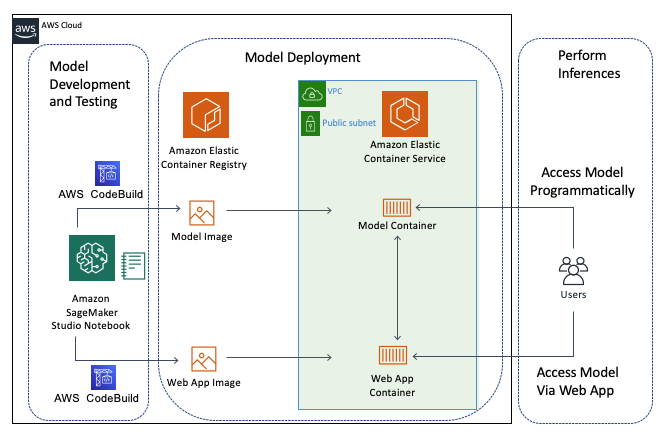 aws
AWS Cloud
Model
Development
and Testing
Model Deployment
Perform
Inferences
VPC
Public subnet
Amazon Elastic
Container Registry
Amazon Elastic
Container Service
AWS CodeBuild
Access Model
Programmatically
Model Image
Model Container
Amazon
SageMaker
Studio Notebook
Users
Web App Image
Web App
Container
AWS CodeBuild
Access Model
Via Web App